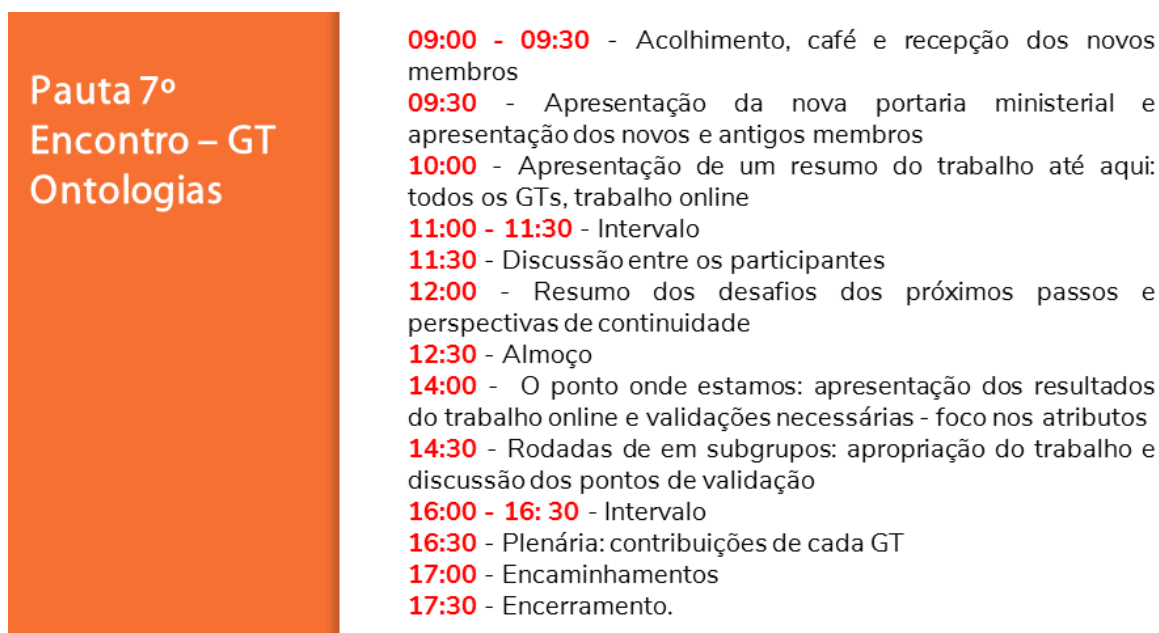 Pauta 7º
Encontro – GT
Ontologias
09:00 - 09:30 - Acolhimento, café e recepção dos novos
membros
09:30 - Apresentação da nova portaria ministerial e
apresentação dos novos e antigos membros
10:00 - Apresentação de um resumo do trabalho até aqui:
todos os GTs, trabalho online
11:00 - 11:30 - Intervalo
11:30 - Discussão entre os participantes
12:00 - Resumo dos desafios dos próximos passos e
perspectivas de continuidade
12:30 - Almoço
14:00 - O ponto onde estamos: apresentação dos resultados
do trabalho online e validações necessárias - foco nos atributos
14:30 - Rodadas de em subgrupos: apropriação do trabalho e
discussão dos pontos de validação
16:00 - 16: 30 - Intervalo
16:30 - Plenária: contribuições de cada GT
17:00 - Encaminhamentos
17:30 - Encerramento.